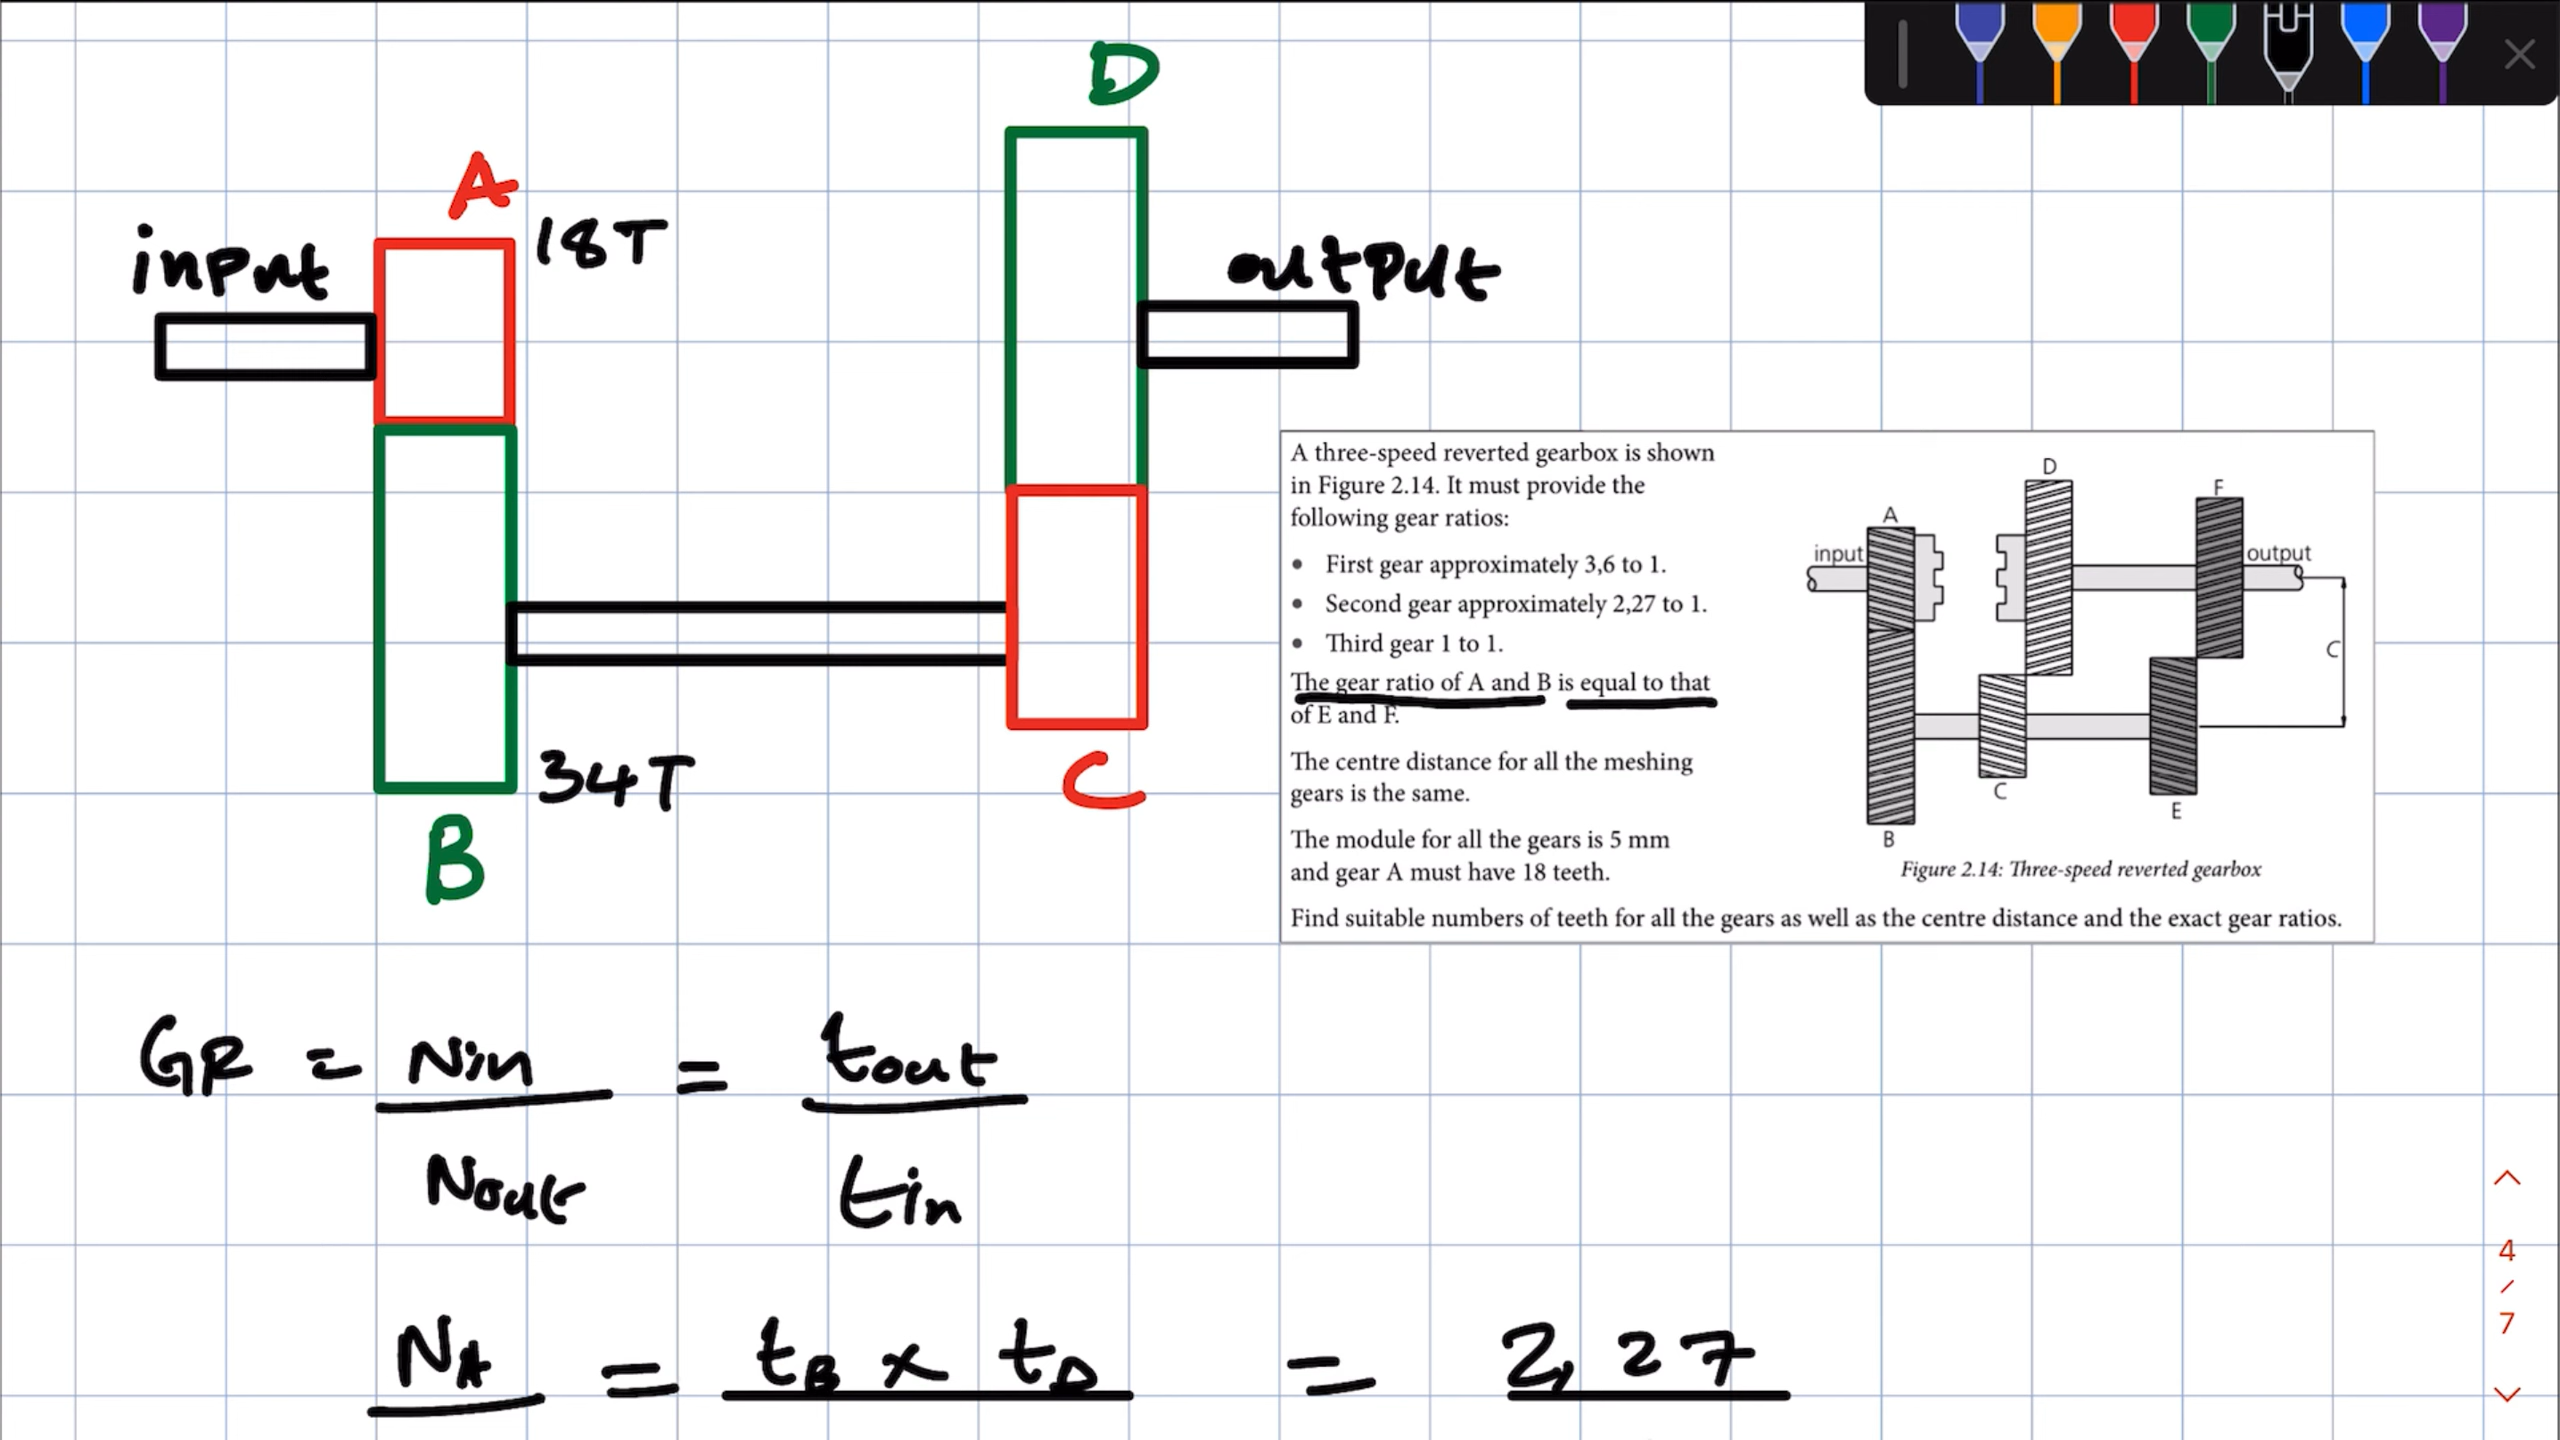 D
A
18T
input
output
A three-speed reverted gearbox is shown
in Figure 2.14. It must provide the
following gear ratios:
• First gear approximately 3,6 to 1.
• Second gear approximately 2,27 to 1.
• Third gear 1 to 1.
The gear ratio of A and B is equal to that
of E and F.
The centre distance for all the meshing
gears is the same.
The module for all the gears is 5 mm
and gear A must have 18 teeth.
Find suitable numbers of teeth for all the gears as well as the centre distance and the exact gear ratios.
D
F
A
input
output
C
C
E
B
Figure 2.14: Three-speed reverted gearbox
34T
C
B
GR = Nin = tout
Nout tin
NA = tB x tD = 2,27
4
/
7